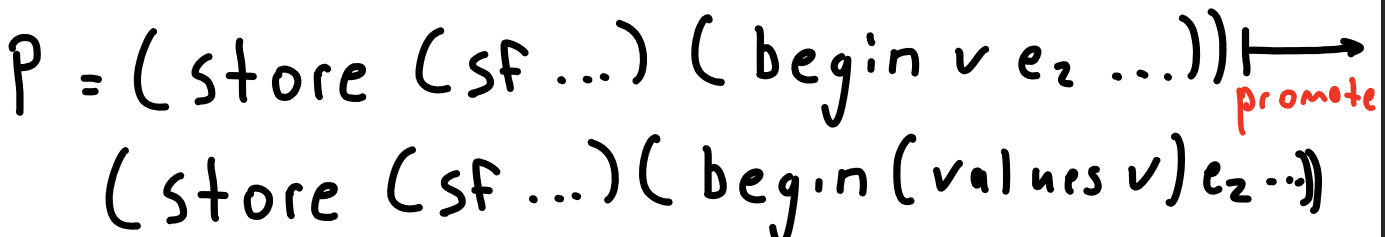 P = (store (sf ...) (begin v e₂ ...)) ↦
promote
(store (sf ...) (begin (values v) e₂ ...))